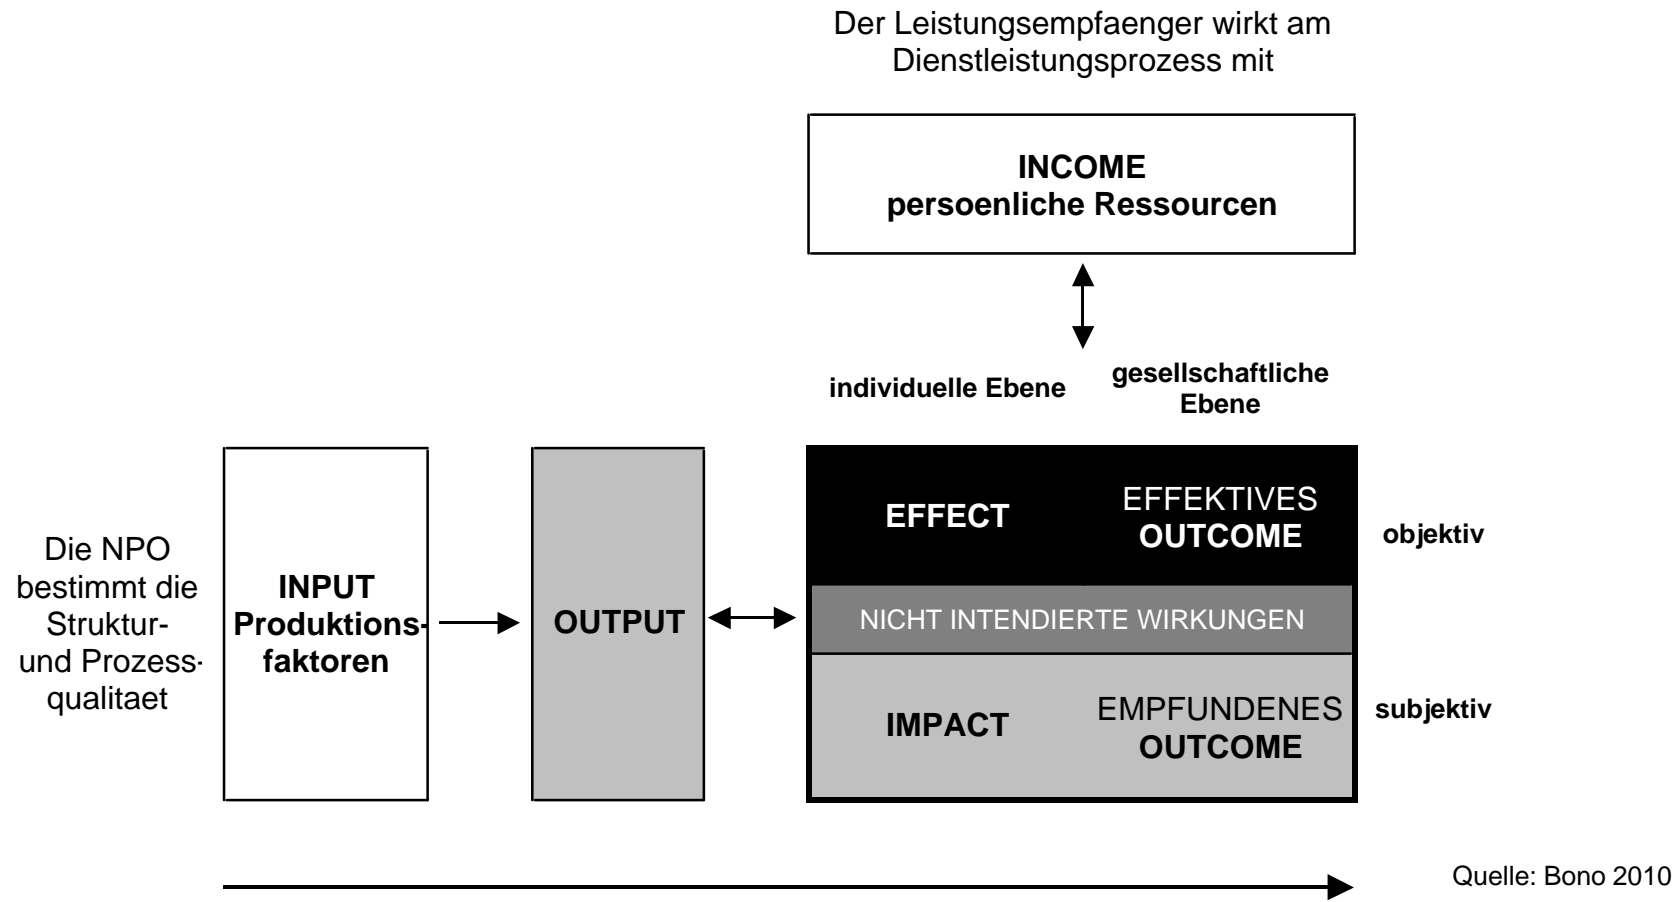 Der Leistungsempfaenger wirkt am
Dienstleistungsprozess mit
INCOME
persoenliche Ressourcen
individuelle Ebene
gesellschaftliche
Ebene
Die NPO
bestimmt die
Struktur-
und Prozess-
qualitaet
INPUT
Produktions-
faktoren
OUTPUT
EFFECT
EFFEKTIVES
OUTCOME
objektiv
NICHT INTENDIERTE WIRKUNGEN
IMPACT
EMPFUNDENES
OUTCOME
subjektiv
Quelle: Bono 2010